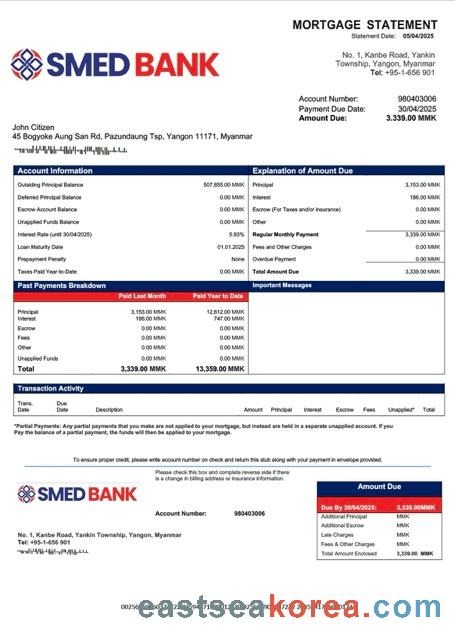 MORTGAGE STATEMENT
Statement Date: 05/04/2025
SMED BANK
No. 1, Kanbe Road, Yankin
Township, Yangon, Myanmar
Tel: +95-1-656 901
Account Number: 980403006
Payment Due Date: 30/04/2025
Amount Due: 3.339.00 MMK
John Citizen
45 Bogyoke Aung San Rd, Pazundaung Tsp, Yangon 11171, Myanmar
Account Information
Outsiding Principal Balance 507,855.00 MMK
Deferred Principal Balance 0.00 MMK
Escrow Account Balance 0.00 MMK
Unapplied Funds Balance 0.00 MMK
Interest Rate (until 30/04/2025) 5.93%
Loan Maturity Date 01.01.2025
Prepayment Penalty None
Taxes Paid Year-to-Date 0.00 MMK
Explanation of Amount Due
Principal 3,153.00 MMK
Interest 186.00 MMK
Escrow (For Taxes and/or insurance) 0.00 MMK
Other 0.00 MMK
Regular Monthly Payment 3,339.00 MMK
Fees and Other Charges 0.00 MMK
Overdue Payment 0.00 MMK
Total Amount Due 3,339.00 MMK
Past Payments Breakdown
Paid Last Month Paid Year to Date
Principal 3,153.00 MMK 12,612.00 MMK
Interest 186.00 MMK 747.00 MMK
Escrow 0.00 MMK 0.00 MMK
Fees 0.00 MMK 0.00 MMK
Other 0.00 MMK 0.00 MMK
Unapplied Funds 0.00 MMK 0.00 MMK
Total 3,339.00 MMK 13,359.00 MMK
Important Messages
Transaction Activity
Trans. Date Due Date Description Amount Principal Interest Escrow Fees Unapplied* Total
*Partial Payments: Any partial payments that you make are not applied to your mortgage, but instead are held in a separate unapplied account. If you
Pay the balance of a partial payment, the funds will then be applied to your mortgage.
To ensure proper credit, please write account number on check and return this stub along with your payment in envelope provided.
Please check this box and complete reverse side if there
is a change in billing address or insurance information.
SMED BANK
Account Number: 980403006
No. 1, Kanbe Road, Yankin Township, Yangon, Myanmar
Tel: +95-1-656 901
Amount Due
Due By 30/04/2025: 3,339.00MMK
Additional Principal MMK
Additional Escrow MMK
Late Charges MMK
Fees & Other Charges MMK
Total Amount Enclosed 3,339.00 MMK
eastseakorea.com